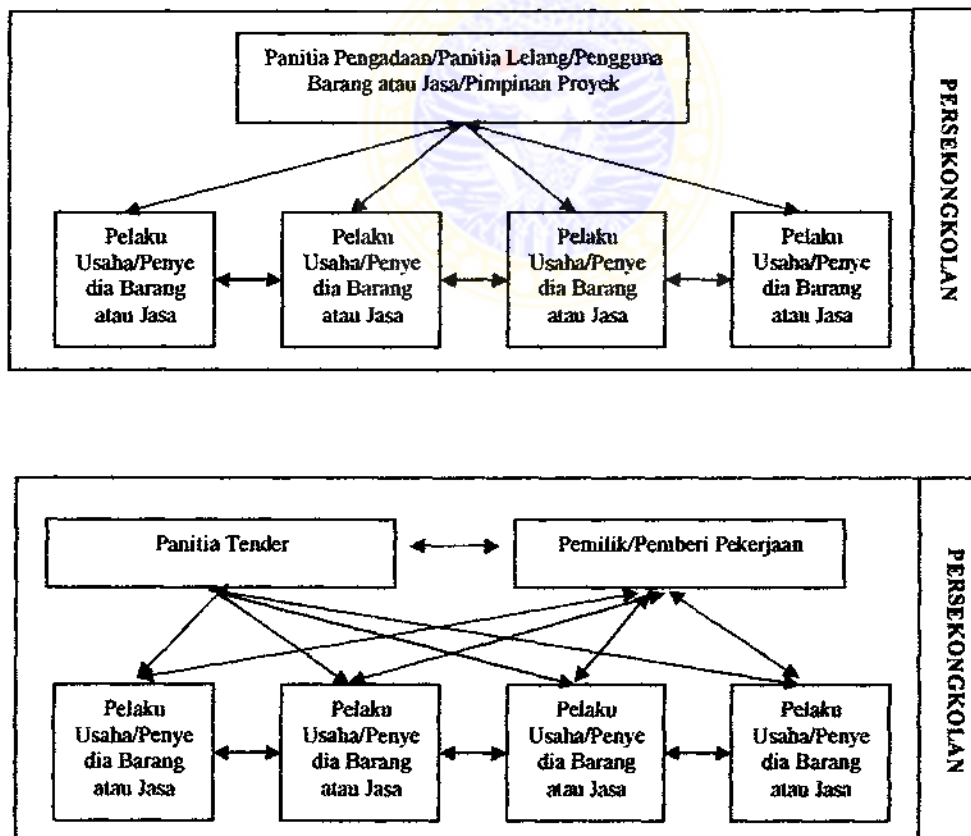 Panitia Pengadaan/Panitia Lelang/Pengguna
Barang atau Jasa/Pimpinan Proyek
PERSEKONGKOLAN
Pelaku
Usaha/Penye
dia Barang
atau Jasa
Pelaku
Usaha/Penye
dia Barang
atau Jasa
Pelaku
Usaha/Penye
dia Barang
atau Jasa
Pelaku
Usaha/Penye
dia Barang
atau Jasa
Panitia Tender
Pemilik/Pemberi Pekerjaan
PERSEKONGKOLAN
Pelaku
Usaha/Penye
dia Barang
atau Jasa
Pelaku
Usaha/Penye
dia Barang
atau Jasa
Pelaku
Usaha/Penye
dia Barang
atau Jasa
Pelaku
Usaha/Penye
dia Barang
atau Jasa